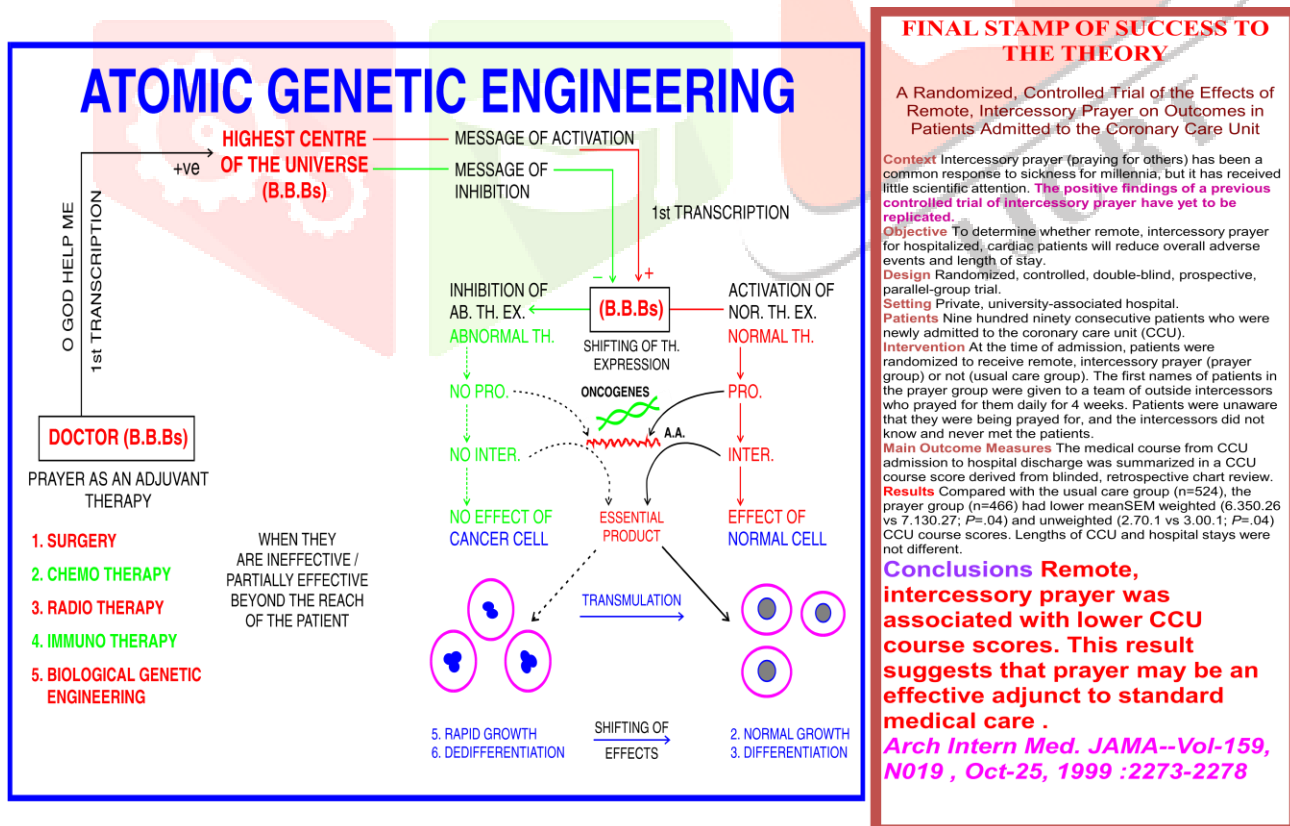 ATOMIC GENETIC ENGINEERING
HIGHEST CENTRE
OF THE UNIVERSE
(B.B.Bs)
+ve
MESSAGE OF ACTIVATION
MESSAGE OF
INHIBITION
1st TRANSCRIPTION
O GOD HELP ME
1st TRANSCRIPTION
DOCTOR (B.B.Bs)
PRAYER AS AN ADJUVANT
THERAPY
1. SURGERY
2. CHEMO THERAPY
3. RADIO THERAPY
4. IMMUNO THERAPY
5. BIOLOGICAL GENETIC
ENGINEERING
WHEN THEY
ARE INEFFECTIVE /
PARTIALLY EFFECTIVE
BEYOND THE REACH
OF THE PATIENT
– +
INHIBITION OF
AB. TH. EX.
ABNORMAL TH.
NO PRO.
NO INTER.
NO EFFECT OF
CANCER CELL
(B.B.Bs)
SHIFTING OF TH.
EXPRESSION
ONCOGENES
A.A.
ESSENTIAL
PRODUCT
ACTIVATION OF
NOR. TH. EX.
NORMAL TH.
PRO.
INTER.
EFFECT OF
NORMAL CELL
TRANSMULATION
5. RAPID GROWTH
6. DEDIFFERENTIATION
SHIFTING OF
EFFECTS
2. NORMAL GROWTH
3. DIFFERENTIATION
FINAL STAMP OF SUCCESS TO
THE THEORY
A Randomized, Controlled Trial of the Effects of
Remote, Intercessory Prayer on Outcomes in
Patients Admitted to the Coronary Care Unit
Context Intercessory prayer (praying for others) has been a
common response to sickness for millennia, but it has received
little scientific attention. The positive findings of a previous
controlled trial of intercessory prayer have yet to be
replicated.
Objective To determine whether remote, intercessory prayer
for hospitalized, cardiac patients will reduce overall adverse
events and length of stay.
Design Randomized, controlled, double-blind, prospective,
parallel-group trial.
Setting Private, university-associated hospital.
Patients Nine hundred ninety consecutive patients who were
newly admitted to the coronary care unit (CCU).
Intervention At the time of admission, patients were
randomized to receive remote, intercessory prayer (prayer
group) or not (usual care group). The first names of patients in
the prayer group were given to a team of outside intercessors
who prayed for them daily for 4 weeks. Patients were unaware
that they were being prayed for, and the intercessors did not
know and never met the patients.
Main Outcome Measures The medical course from CCU
admission to hospital discharge was summarized in a CCU
course score derived from blinded, retrospective chart review.
Results Compared with the usual care group (n=524), the
prayer group (n=466) had lower meanSEM weighted (6.350.26
vs 7.130.27; P=.04) and unweighted (2.70.1 vs 3.00.1; P=.04)
CCU course scores. Lengths of CCU and hospital stays were
not different.
Conclusions Remote,
intercessory prayer was
associated with lower CCU
course scores. This result
suggests that prayer may be an
effective adjunct to standard
medical care .
Arch Intern Med. JAMA--Vol-159,
N019 , Oct-25, 1999 :2273-2278
IJCRT